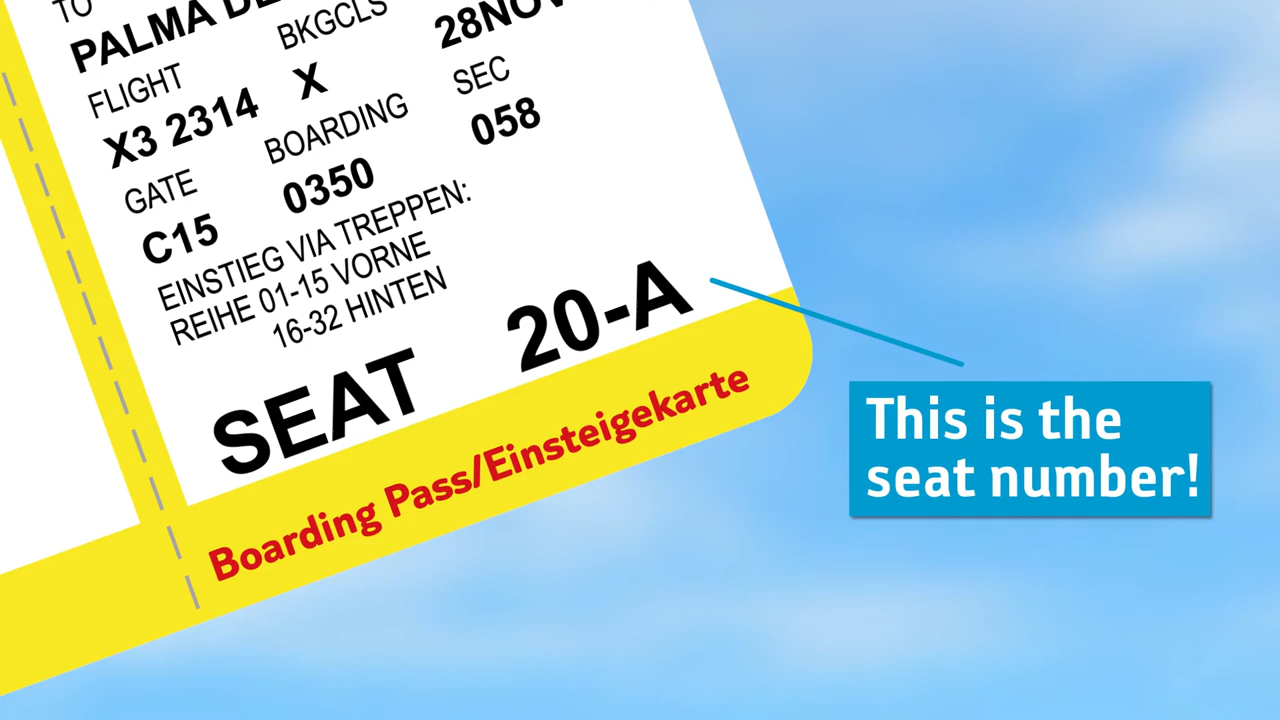 TO
PALMA DE
BKGCLS
28NOV
FLIGHT
X
SEC
X3 2314
BOARDING
058
GATE
0350
C15
EINSTIEG VIA TREPPEN:
REIHE 01-15 VORNE
16-32 HINTEN
SEAT 20-A
Boarding Pass/Einsteigekarte
This is the
seat number!